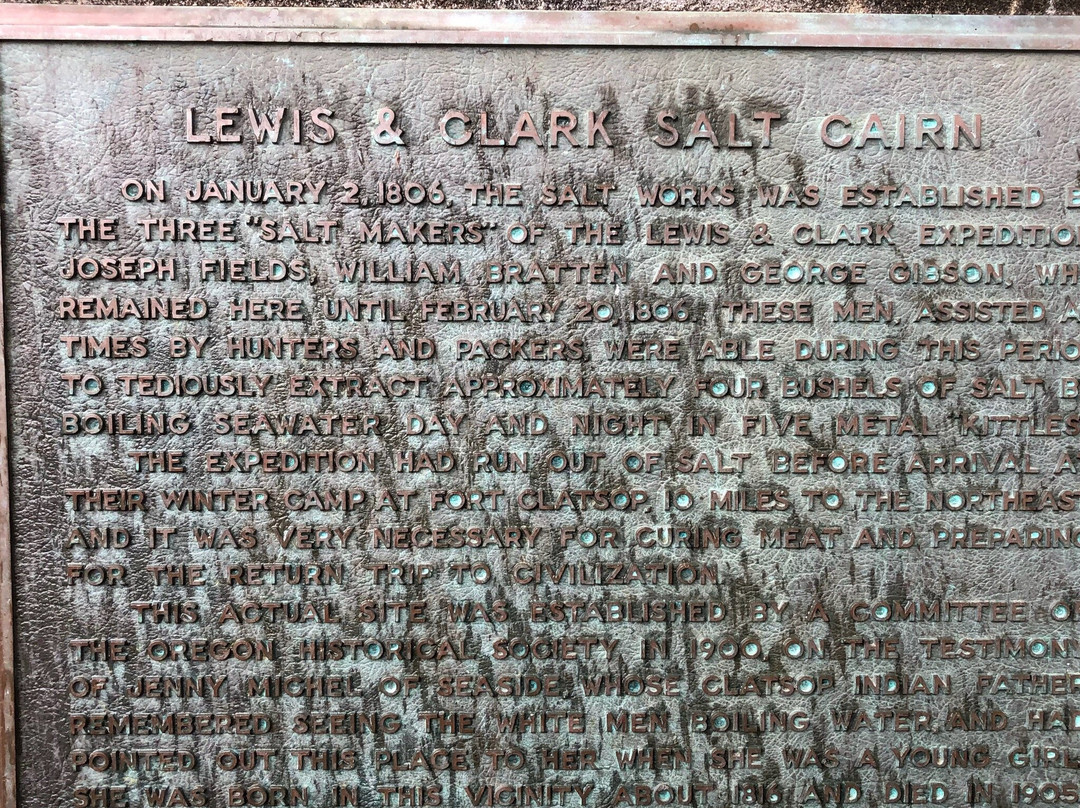 LEWIS & CLARK SALT CAIRN
ON JANUARY 2, 1806, THE SALT WORKS WAS ESTABLISHED
THE THREE "SALT MAKERS" OF THE LEWIS & CLARK EXPEDITIO
JOSEPH FIELDS, WILLIAM BRATTEN AND GEORGE GIBSON, WH
REMAINED HERE UNTIL FEBRUARY 20, 1806. THESE MEN, ASSISTED A
TIMES BY HUNTERS AND PACKERS, WERE ABLE DURING THIS PERIO
TO TEDIOUSLY EXTRACT APPROXIMATELY FOUR BUSHELS OF SALT B
BOILING SEAWATER DAY AND NIGHT IN FIVE METAL "KITTLES
THE EXPEDITION HAD RUN OUT OF SALT BEFORE ARRIVAL A
THEIR WINTER CAMP AT FORT CLATSOP, 10 MILES TO THE NORTHEAST
AND IT WAS VERY NECESSARY FOR CURING MEAT AND PREPARING
FOR THE RETURN TRIP TO CIVILIZATION.
THIS ACTUAL SITE WAS ESTABLISHED BY A COMMITTEE O
THE OREGON HISTORICAL SOCIETY IN 1900, ON THE TESTIMON
OF JENNY MICHEL OF SEASIDE, WHOSE CLATSOP INDIAN FATHER
REMEMBERED SEEING THE WHITE MEN BOILING WATER AND HAD
POINTED OUT THIS PLACE TO HER WHEN SHE WAS A YOUNG GIRL
SHE WAS BORN IN THIS VICINITY ABOUT 1816 AND DIED IN 1905